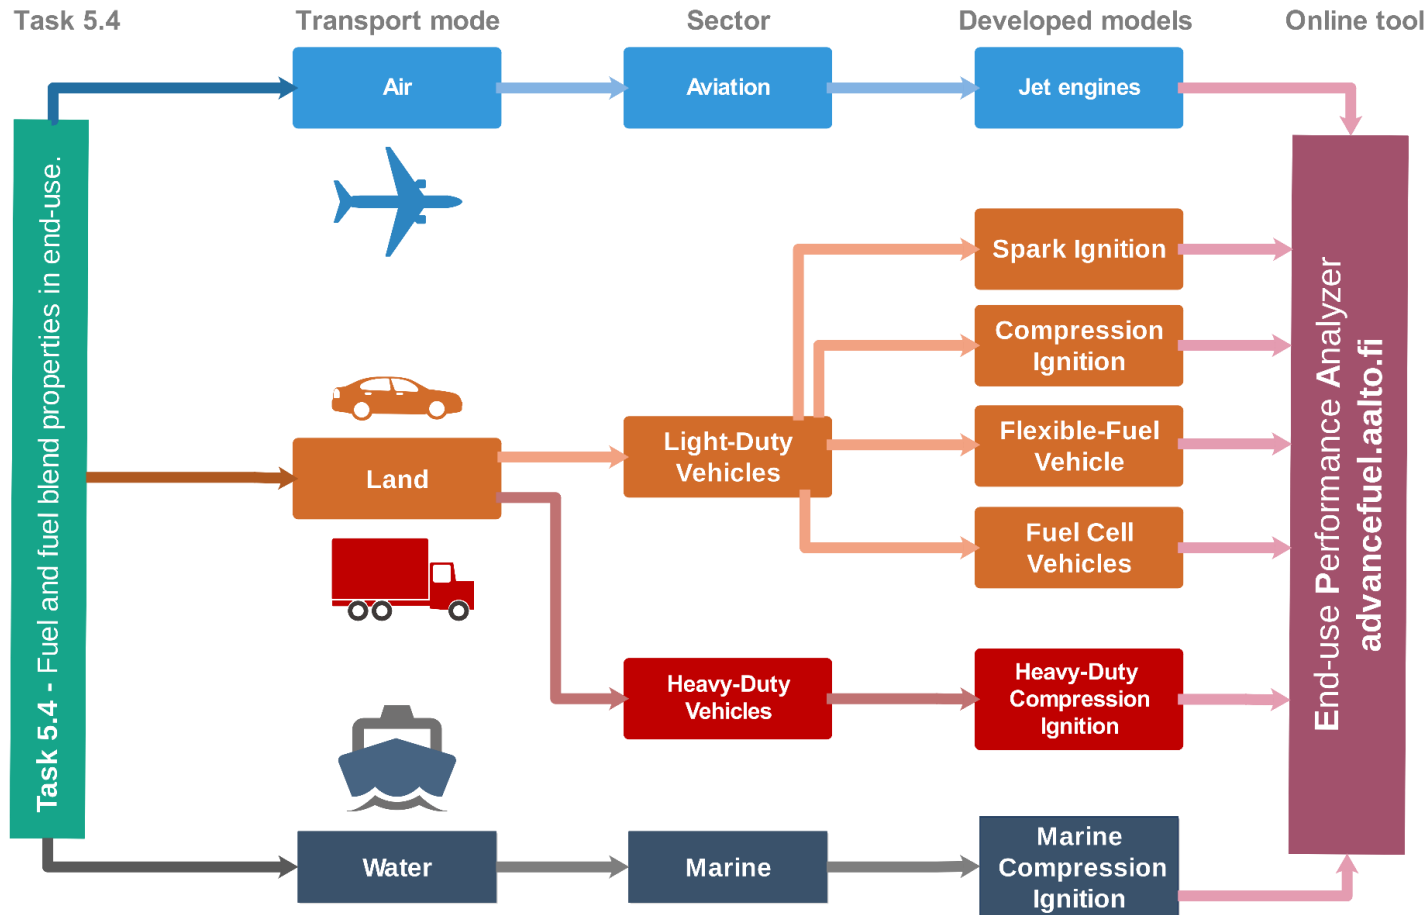 Task 5.4
Transport mode
Sector
Developed models
Online tool
Air
Aviation
Jet engines
Task 5.4 - Fuel and fuel blend properties in end-use.
Spark Ignition
Compression
Ignition
Land
Light-Duty
Vehicles
Flexible-Fuel
Vehicle
Fuel Cell
Vehicles
Heavy-Duty
Vehicles
Heavy-Duty
Compression
Ignition
Water
Marine
Marine
Compression
Ignition
End-use Performance Analyzer
advancefuel.aalto.fi